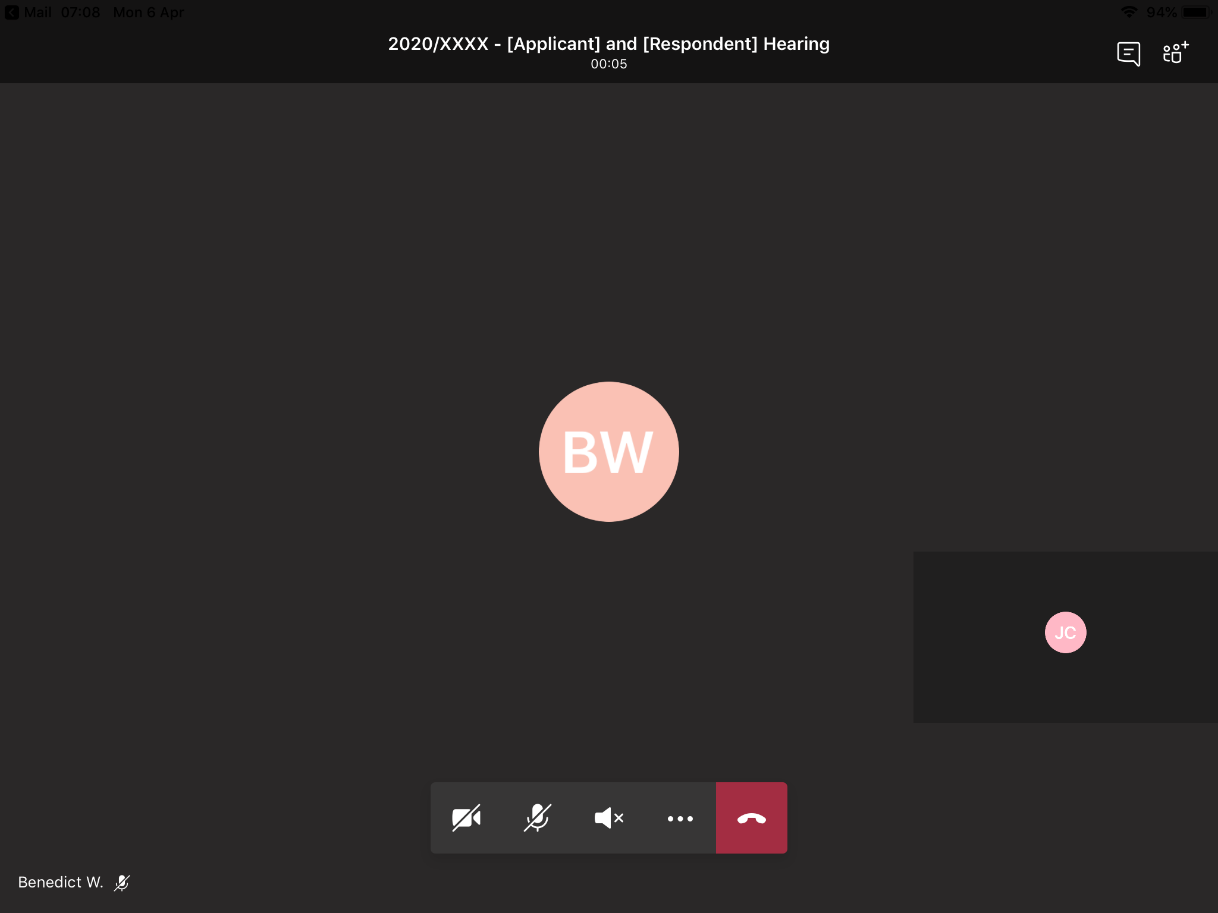 Mail 07:08 Mon 6 Apr 94%
2020/XXXX - [Applicant] and [Respondent] Hearing
00:05
BW
JC
Benedict W.